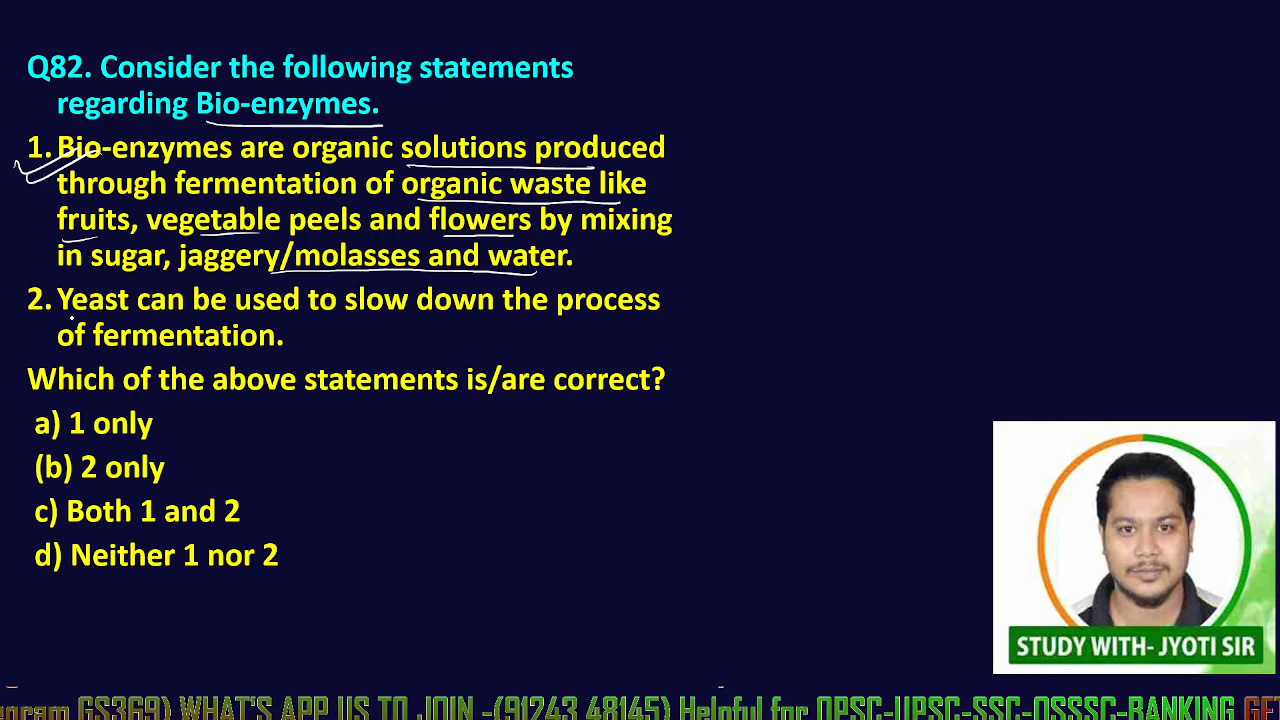 Q82. Consider the following statements
regarding Bio-enzymes.
1. Bio-enzymes are organic solutions produced
through fermentation of organic waste like
fruits, vegetable peels and flowers by mixing
in sugar, jaggery/molasses and water.
2. Yeast can be used to slow down the process
of fermentation.
Which of the above statements is/are correct?
a) 1 only
(b) 2 only
c) Both 1 and 2
d) Neither 1 nor 2
STUDY WITH- JYOTI SIR
GS369) WHAT'S APP US TO JOIN -(91243 48145) Helpful for OPSC-UPSC-SSC-OSSSC-BANKING GE